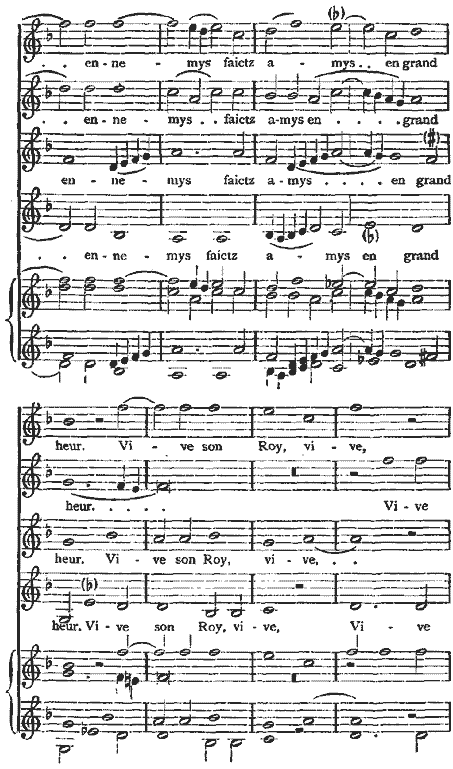 . . en - ne - mys faictz a - mys . . en grand
. . en - ne - mys . . faictz a-mys en . . . . grand
en - ne - mys faictz a - mys . . . . en grand
. . en - ne - mys faictz a - mys en grand
heur. Vi - ve son Roy, vi - ve,
heur. . . . . Vi - ve
heur. Vi - ve son Roy, vi - ve, . .
heur. Vi - ve son Roy, vi - ve, Vi - ve